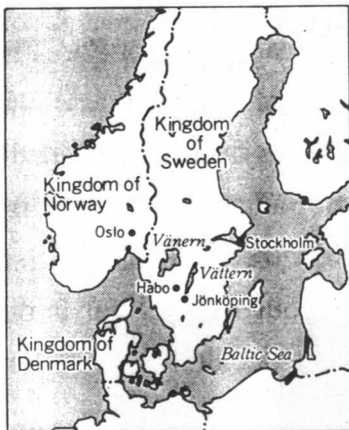 Kingdom
of
Sweden
Kingdom of
Norway
Oslo
Vänern
Stockholm
Vättern
Habo
Jönköping
Kingdom of
Denmark
Baltic Sea